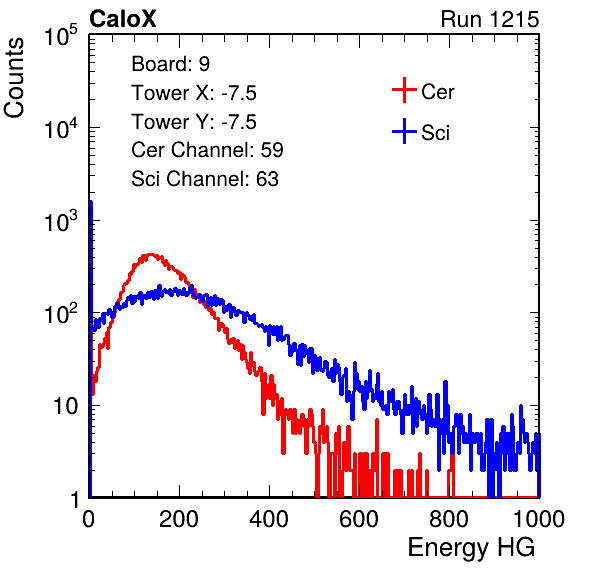 CaloX Run 1215
Counts
10^5
10^4
10^3
10^2
10
1
Board: 9
Tower X: -7.5
Tower Y: -7.5
Cer Channel: 59
Sci Channel: 63
Cer
Sci
0 200 400 600 800 1000
Energy HG